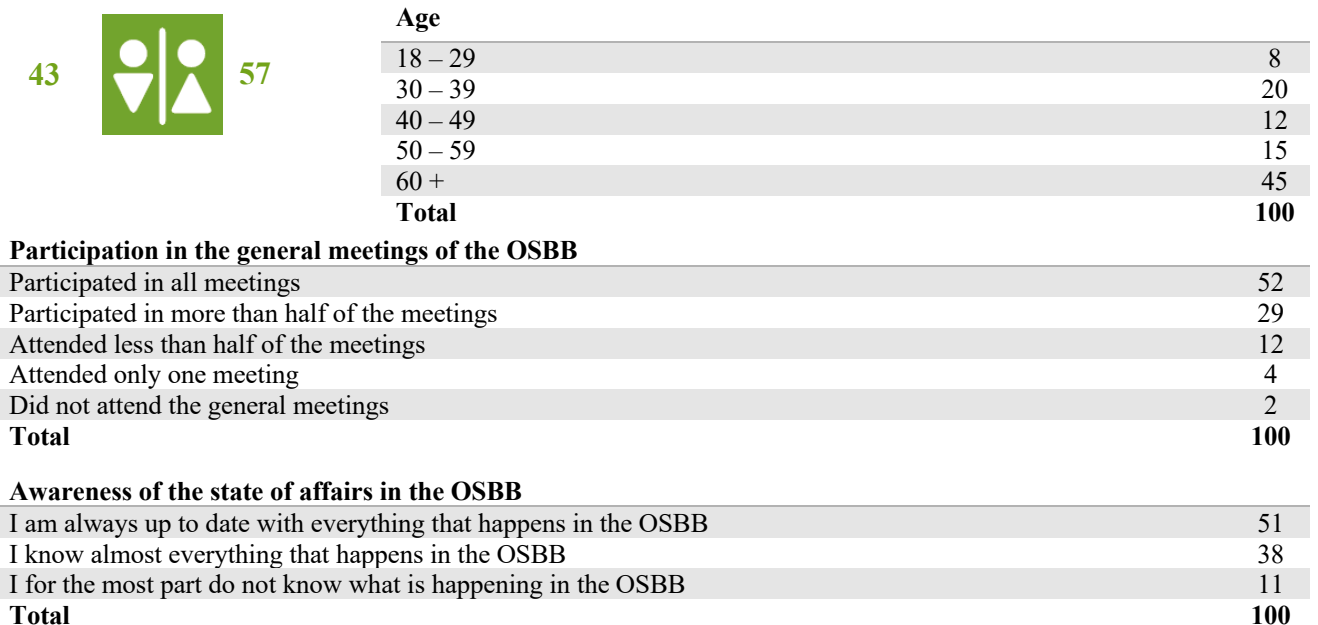 43 57
Age
18 – 29 8
30 – 39 20
40 – 49 12
50 – 59 15
60 + 45
Total 100
Participation in the general meetings of the OSBB
Participated in all meetings 52
Participated in more than half of the meetings 29
Attended less than half of the meetings 12
Attended only one meeting 4
Did not attend the general meetings 2
Total 100
Awareness of the state of affairs in the OSBB
I am always up to date with everything that happens in the OSBB 51
I know almost everything that happens in the OSBB 38
I for the most part do not know what is happening in the OSBB 11
Total 100